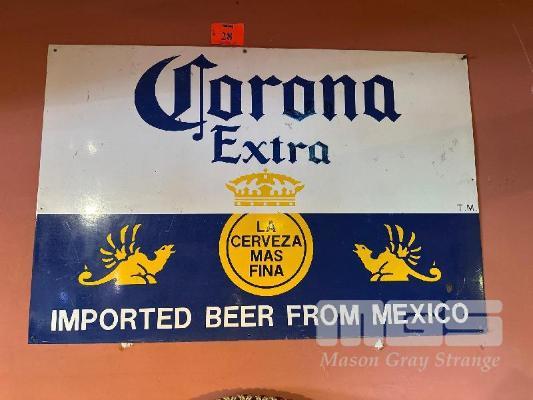 28
Corona
Extra
T.M.
LA
CERVEZA
MAS
FINA
IMPORTED BEER FROM MEXICO
MGS
Mason Gray Strange